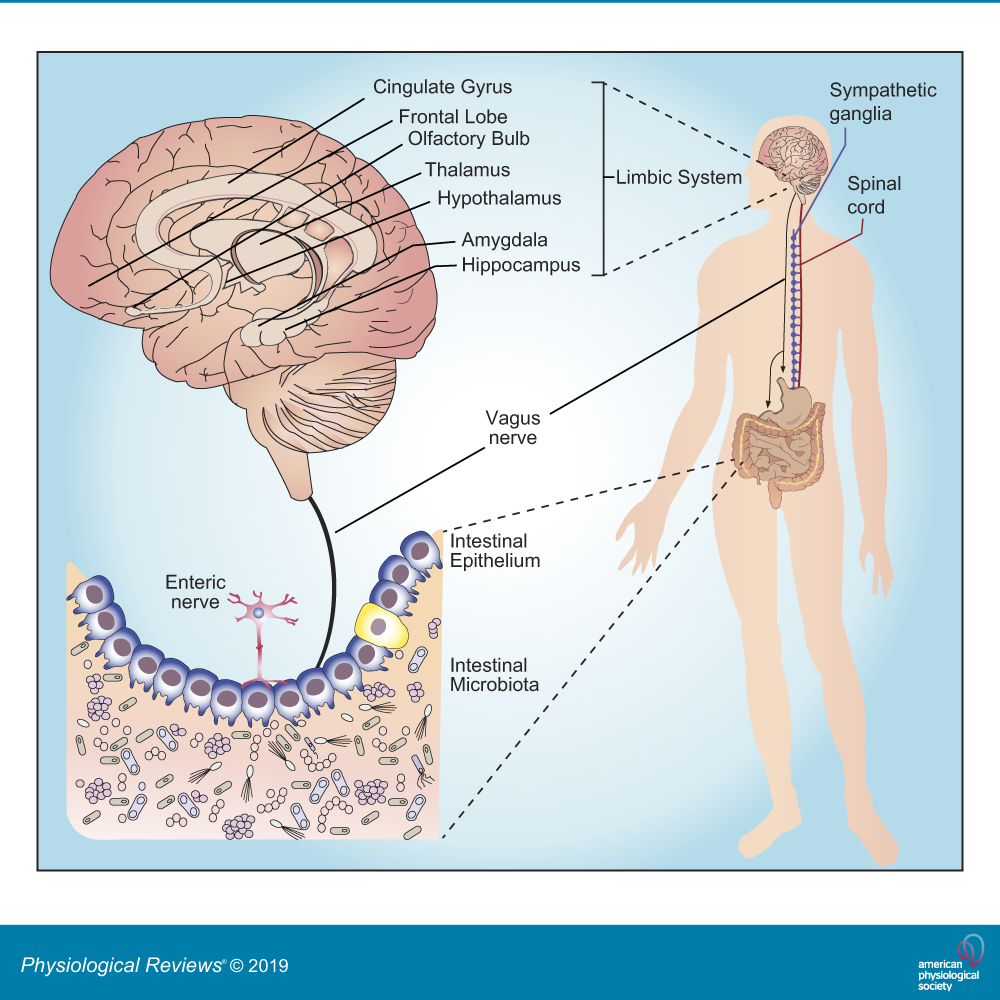 Cingulate Gyrus
Frontal Lobe
Olfactory Bulb
Thalamus
Hypothalamus
Amygdala
Hippocampus
Limbic System
Sympathetic
ganglia
Spinal
cord
Vagus
nerve
Intestinal
Epithelium
Enteric
nerve
Intestinal
Microbiota
Physiological Reviews® © 2019
american
physiological
society